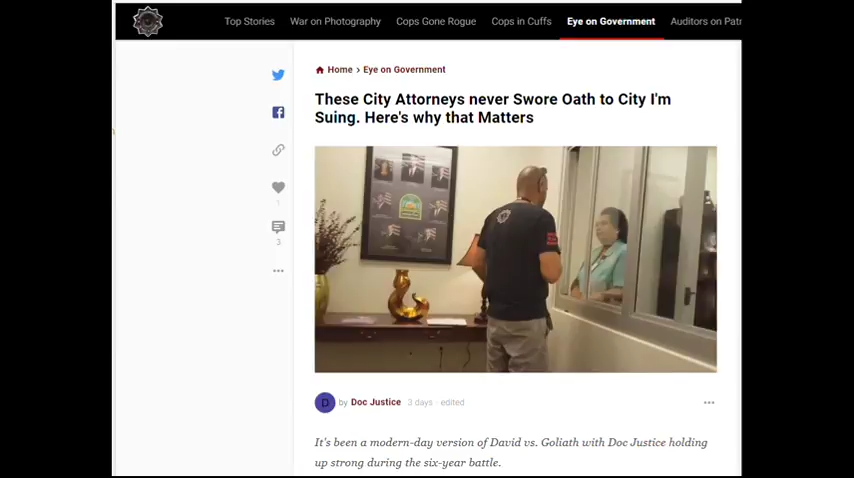 Top Stories War on Photography Cops Gone Rogue Cops in Cuffs Eye on Government Auditors on Patr
Home › Eye on Government
These City Attorneys never Swore Oath to City I'm
Suing. Here's why that Matters
1
3
D by Doc Justice 3 days · edited
It's been a modern-day version of David vs. Goliath with Doc Justice holding
up strong during the six-year battle.